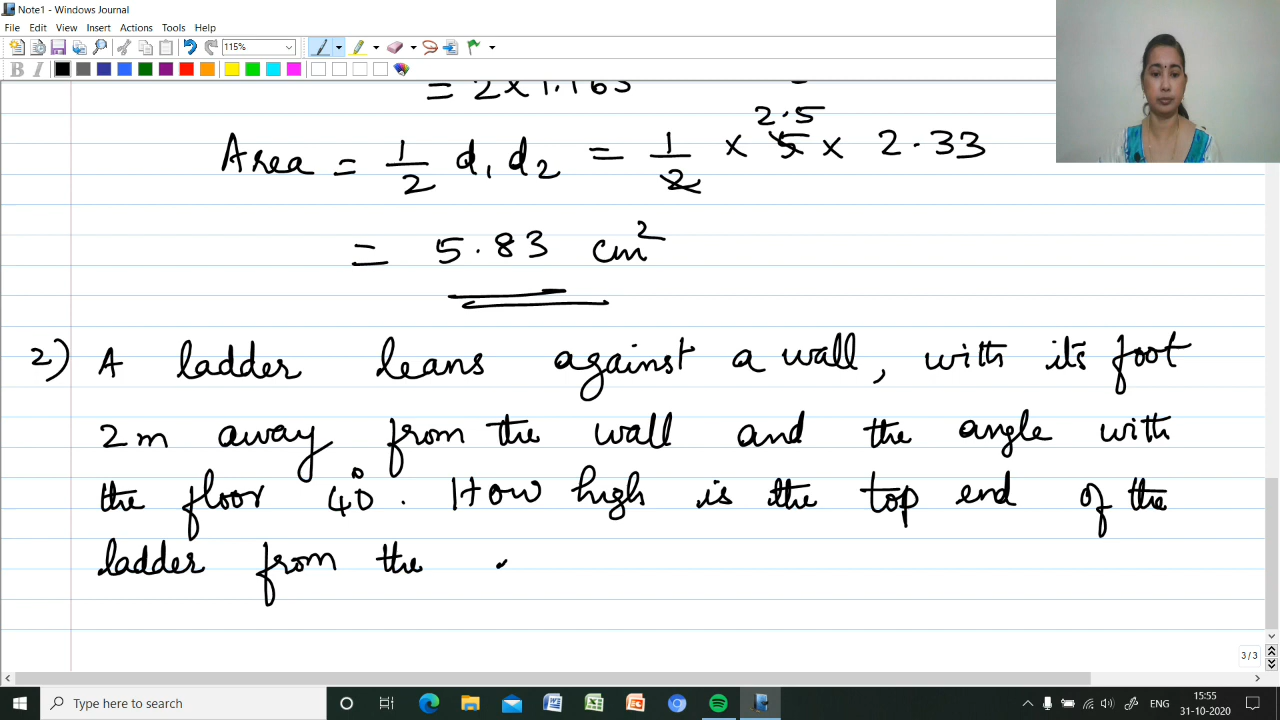 Note1 - Windows Journal
File Edit View Insert Actions Tools Help
115%
B I
= 2 x 1.165
Area = 1/2 d1 d2 = 1/2 x 5 2.5 x 2.33
= 5.83 cm²
2) A ladder leans against a wall, with its foot
2m away from the wall and the angle with
the floor 40°. How high is the top end of the
ladder from the
3/3
Type here to search
ENG
15:55
31-10-2020